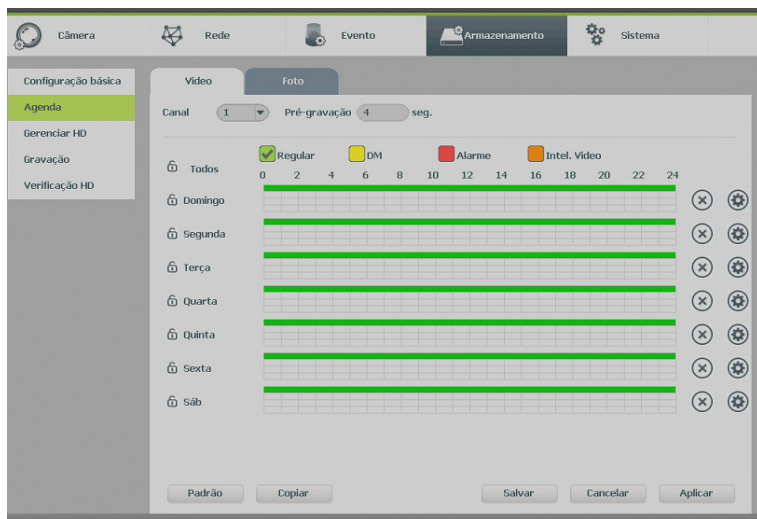 Câmera Rede Evento Armazenamento Sistema
Configuração básica
Agenda
Gerenciar HD
Gravação
Verificação HD
Video Foto
Canal 1 Pré-gravação 4 seg.
Todos Regular DM Alarme Intel. Video
0 2 4 6 8 10 12 14 16 18 20 22 24
Domingo
Segunda
Terça
Quarta
Quinta
Sexta
Sáb
Padrão Copiar Salvar Cancelar Aplicar